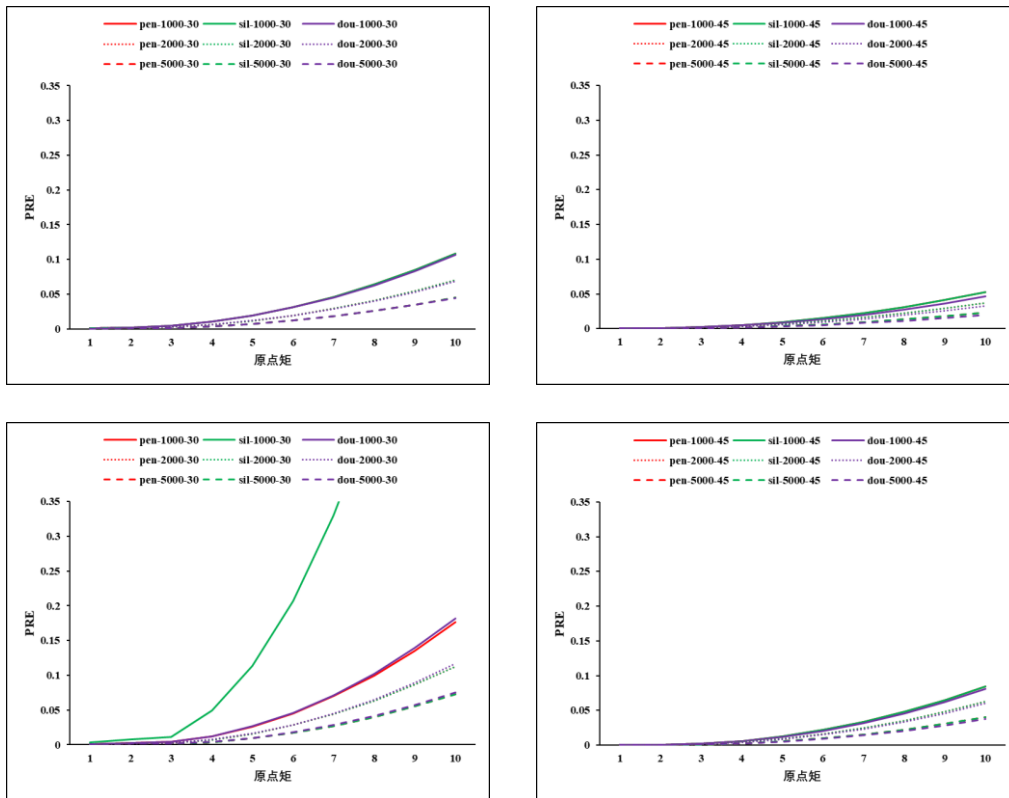 pen-1000-30 sil-1000-30 dou-1000-30
pen-2000-30 sil-2000-30 dou-2000-30
pen-5000-30 sil-5000-30 dou-5000-30
0.35
0.3
0.25
0.2
0.15
0.1
0.05
0
PRE
1 2 3 4 5 6 7 8 9 10
原点矩
pen-1000-45 sil-1000-45 dou-1000-45
pen-2000-45 sil-2000-45 dou-2000-45
pen-5000-45 sil-5000-45 dou-5000-45
0.35
0.3
0.25
0.2
0.15
0.1
0.05
0
PRE
1 2 3 4 5 6 7 8 9 10
原点矩
pen-1000-30 sil-1000-30 dou-1000-30
pen-2000-30 sil-2000-30 dou-2000-30
pen-5000-30 sil-5000-30 dou-5000-30
0.35
0.3
0.25
0.2
0.15
0.1
0.05
0
PRE
1 2 3 4 5 6 7 8 9 10
原点矩
pen-1000-45 sil-1000-45 dou-1000-45
pen-2000-45 sil-2000-45 dou-2000-45
pen-5000-45 sil-5000-45 dou-5000-45
0.35
0.3
0.25
0.2
0.15
0.1
0.05
0
PRE
1 2 3 4 5 6 7 8 9 10
原点矩